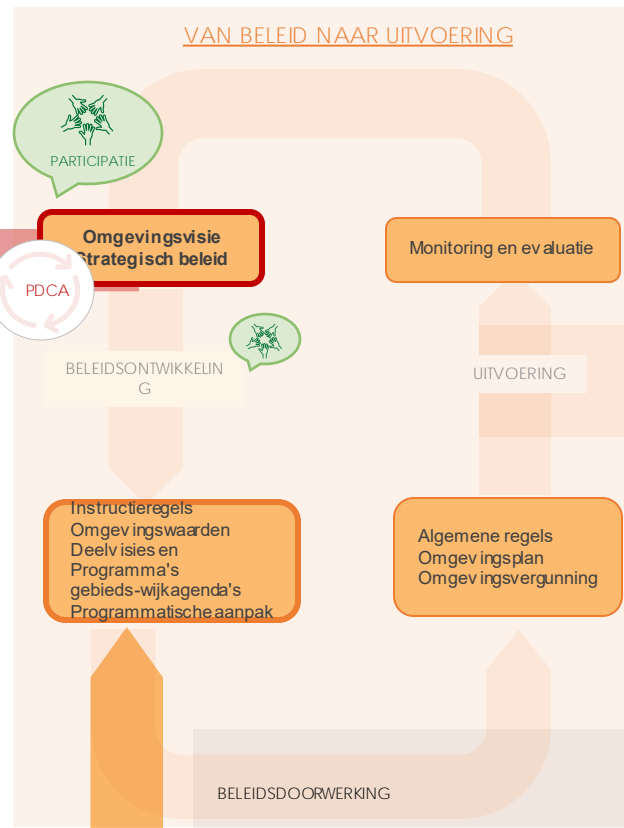 VAN BELEID NAAR UITVOERING
PARTICIPATIE
Omgevingsvisie
Strategisch beleid
PDCA
Monitoring en evaluatie
BELEIDSONTWIKKELIN
G
UITVOERING
Instructieregels
Omgevingswaarden
Deelvisies en
Programma's
gebieds-wijkagenda's
Programmatische aanpak
Algemene regels
Omgevingsplan
Omgevingsvergunning
BELEIDSDOORWERKING